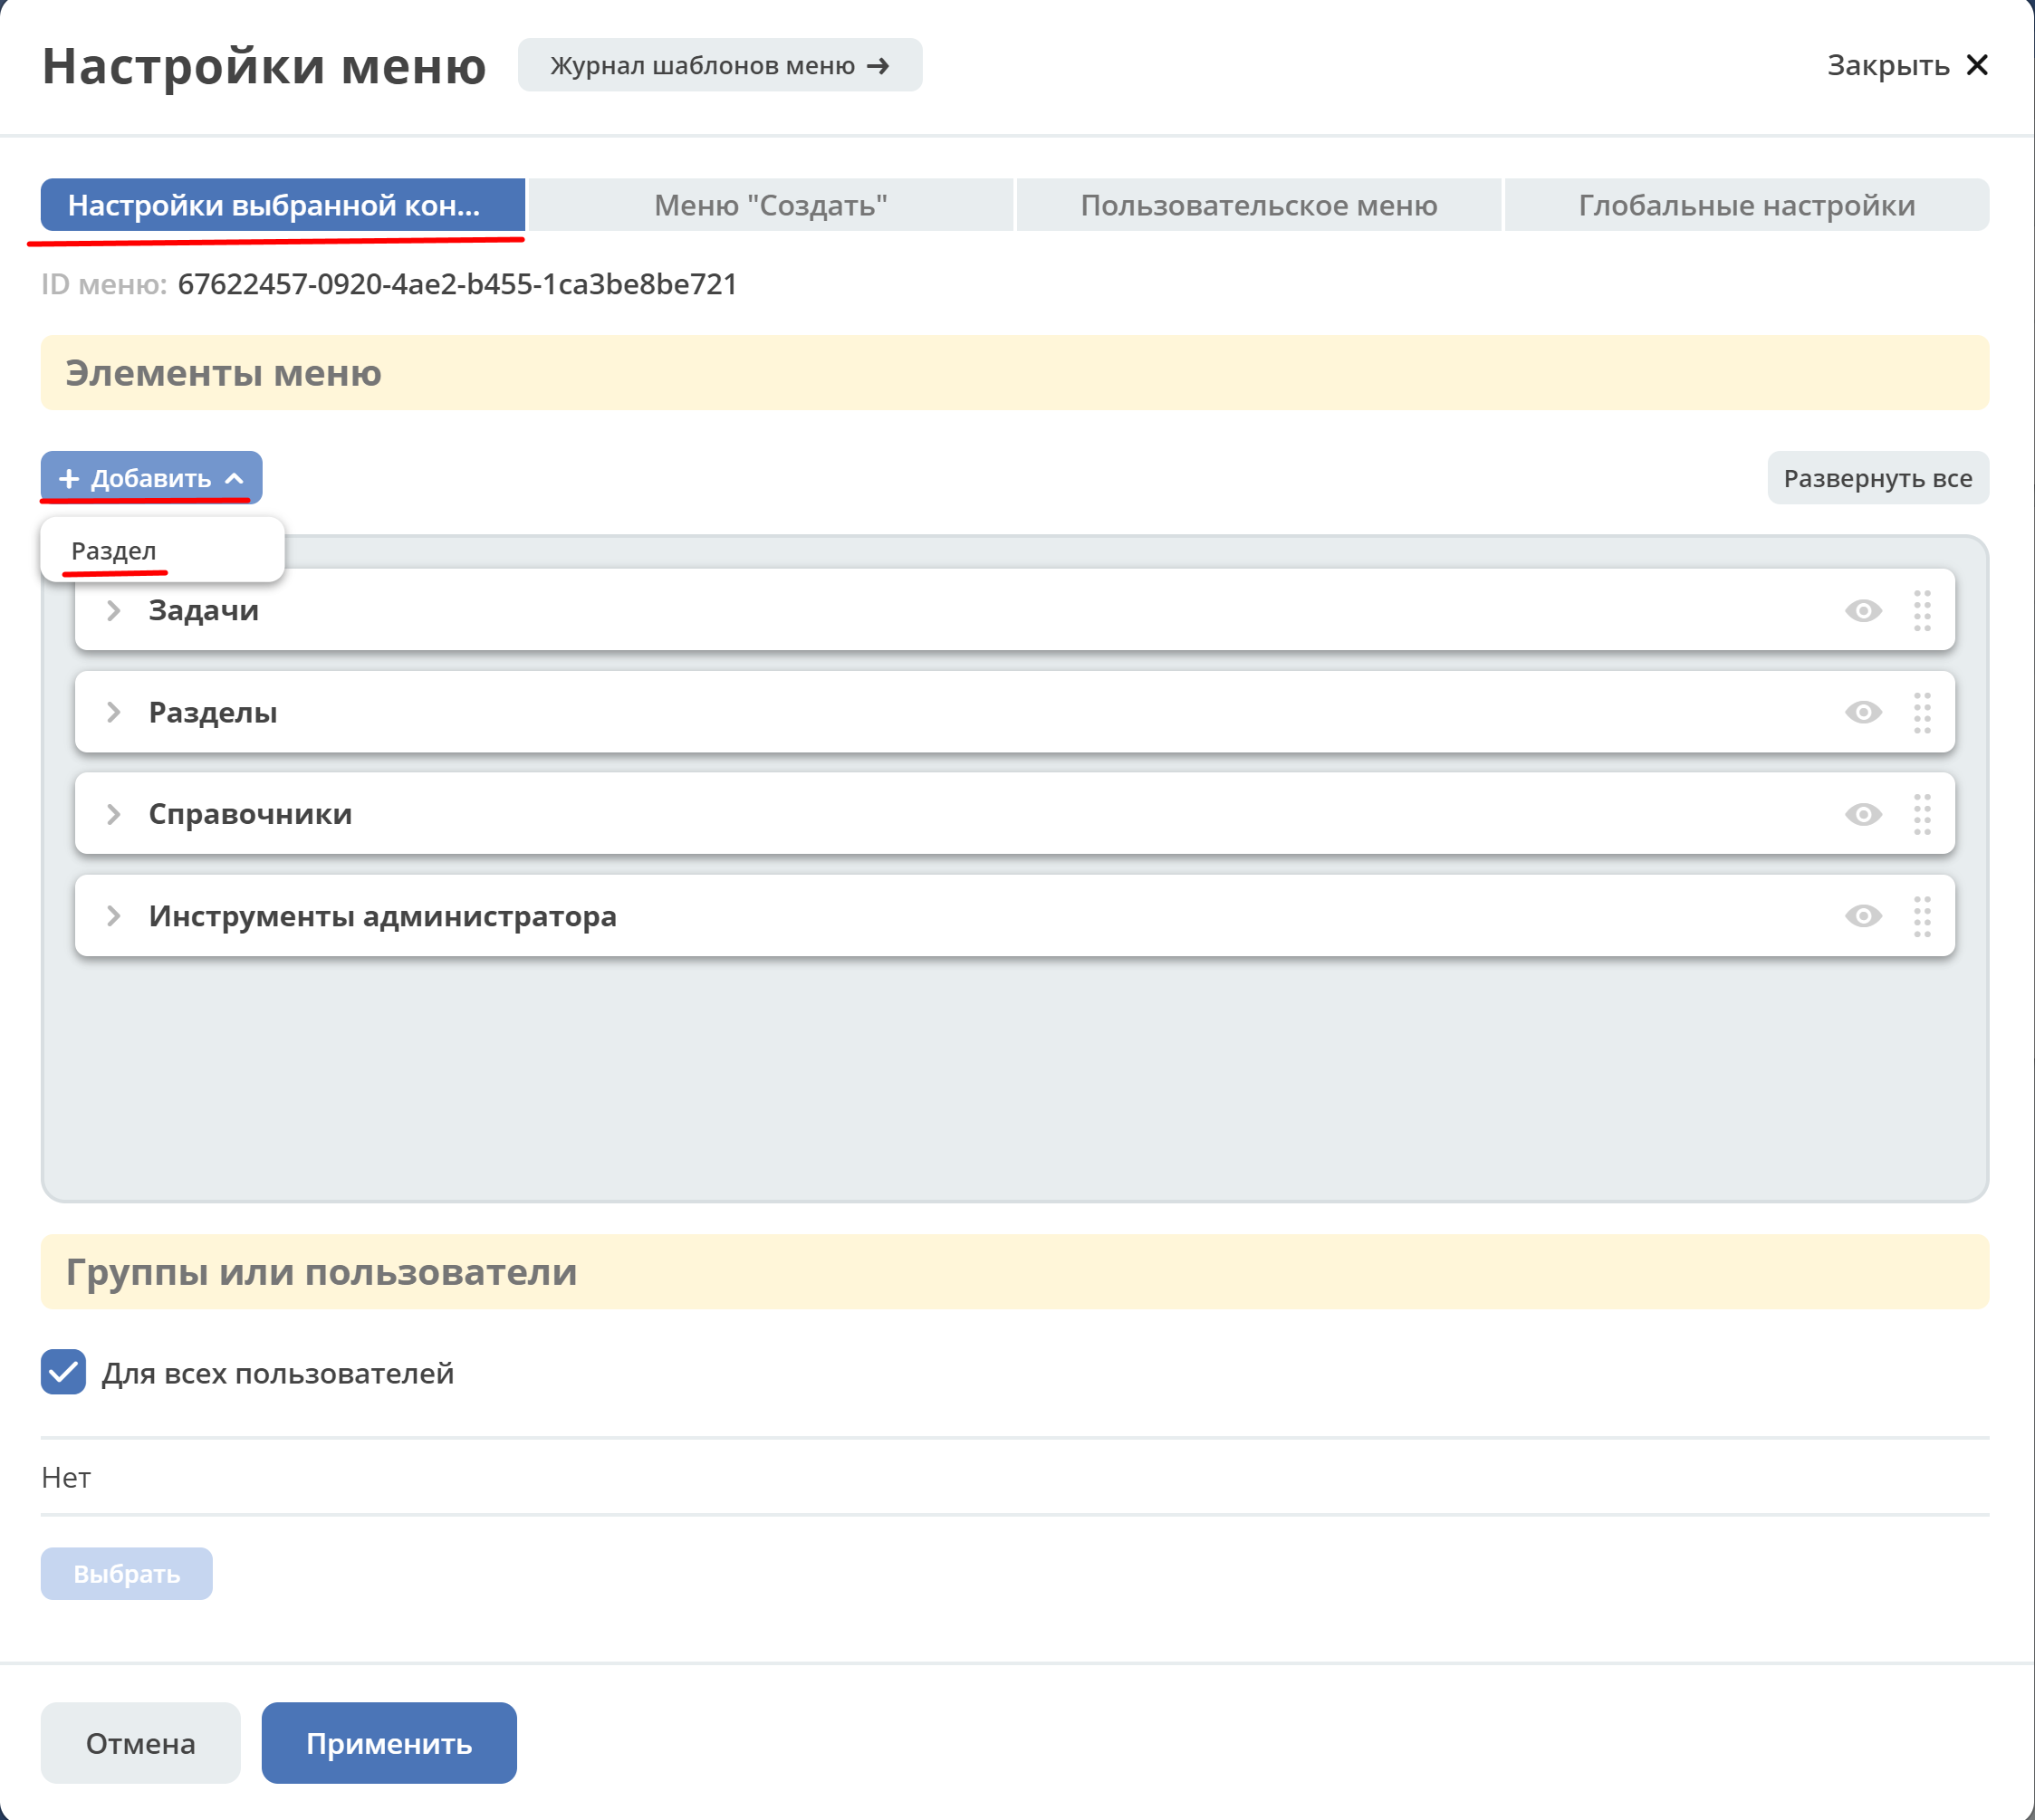 Настройки меню
Журнал шаблонов меню →
Закрыть
Настройки выбранной кон...
Меню "Создать"
Пользовательское меню
Глобальные настройки
ID меню: 67622457-0920-4ae2-b455-1ca3be8be721
Элементы меню
+ Добавить
Развернуть все
Раздел
Задачи
Разделы
Справочники
Инструменты администратора
Группы или пользователи
Для всех пользователей
Нет
Выбрать
Отмена
Применить